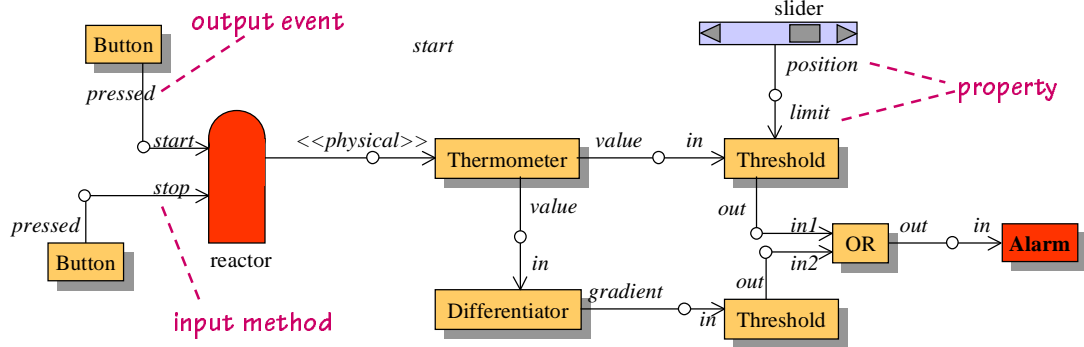 slider
output event
Button
start
position
pressed
property
limit
start
<<physical>>
value
in
Thermometer
Threshold
stop
value
out
pressed
in1
out
in
OR
Alarm
Button
reactor
in
in2
out
gradient
Differentiator
in
Threshold
input method